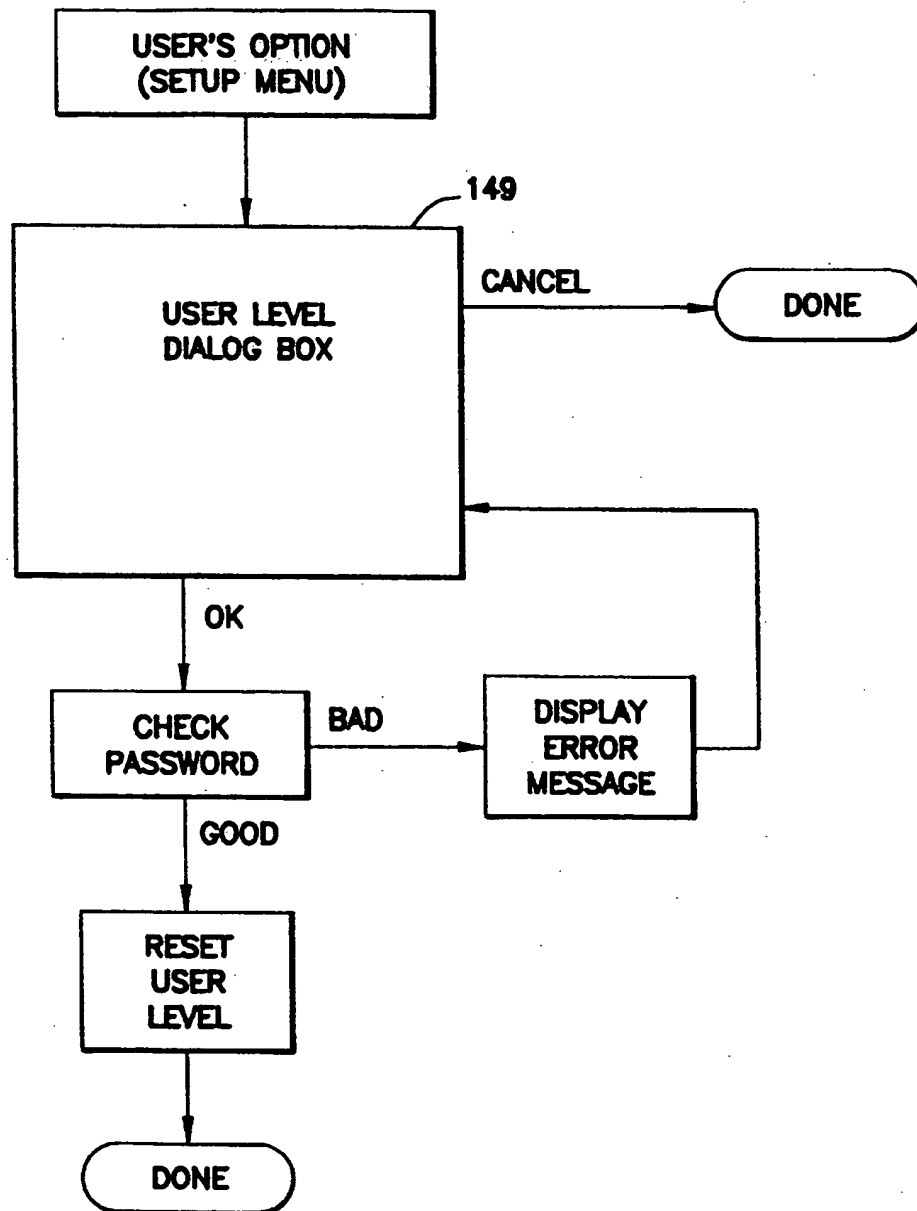 USER'S OPTION
(SETUP MENU)
149
USER LEVEL
DIALOG BOX
CANCEL
DONE
OK
CHECK
PASSWORD
BAD
DISPLAY
ERROR
MESSAGE
GOOD
RESET
USER
LEVEL
DONE